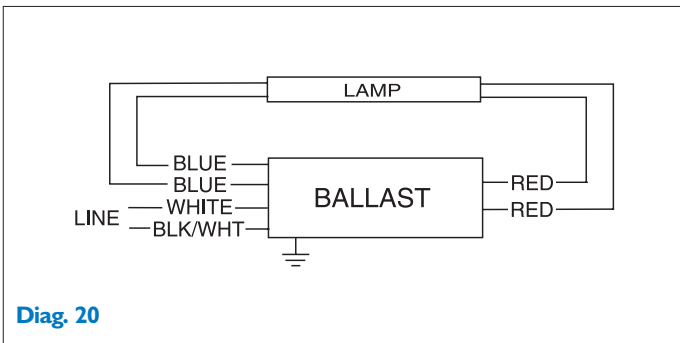 LAMP
BLUE
BLUE
RED
BALLAST
WHITE
RED
LINE
BLK/WHT
Diag. 20